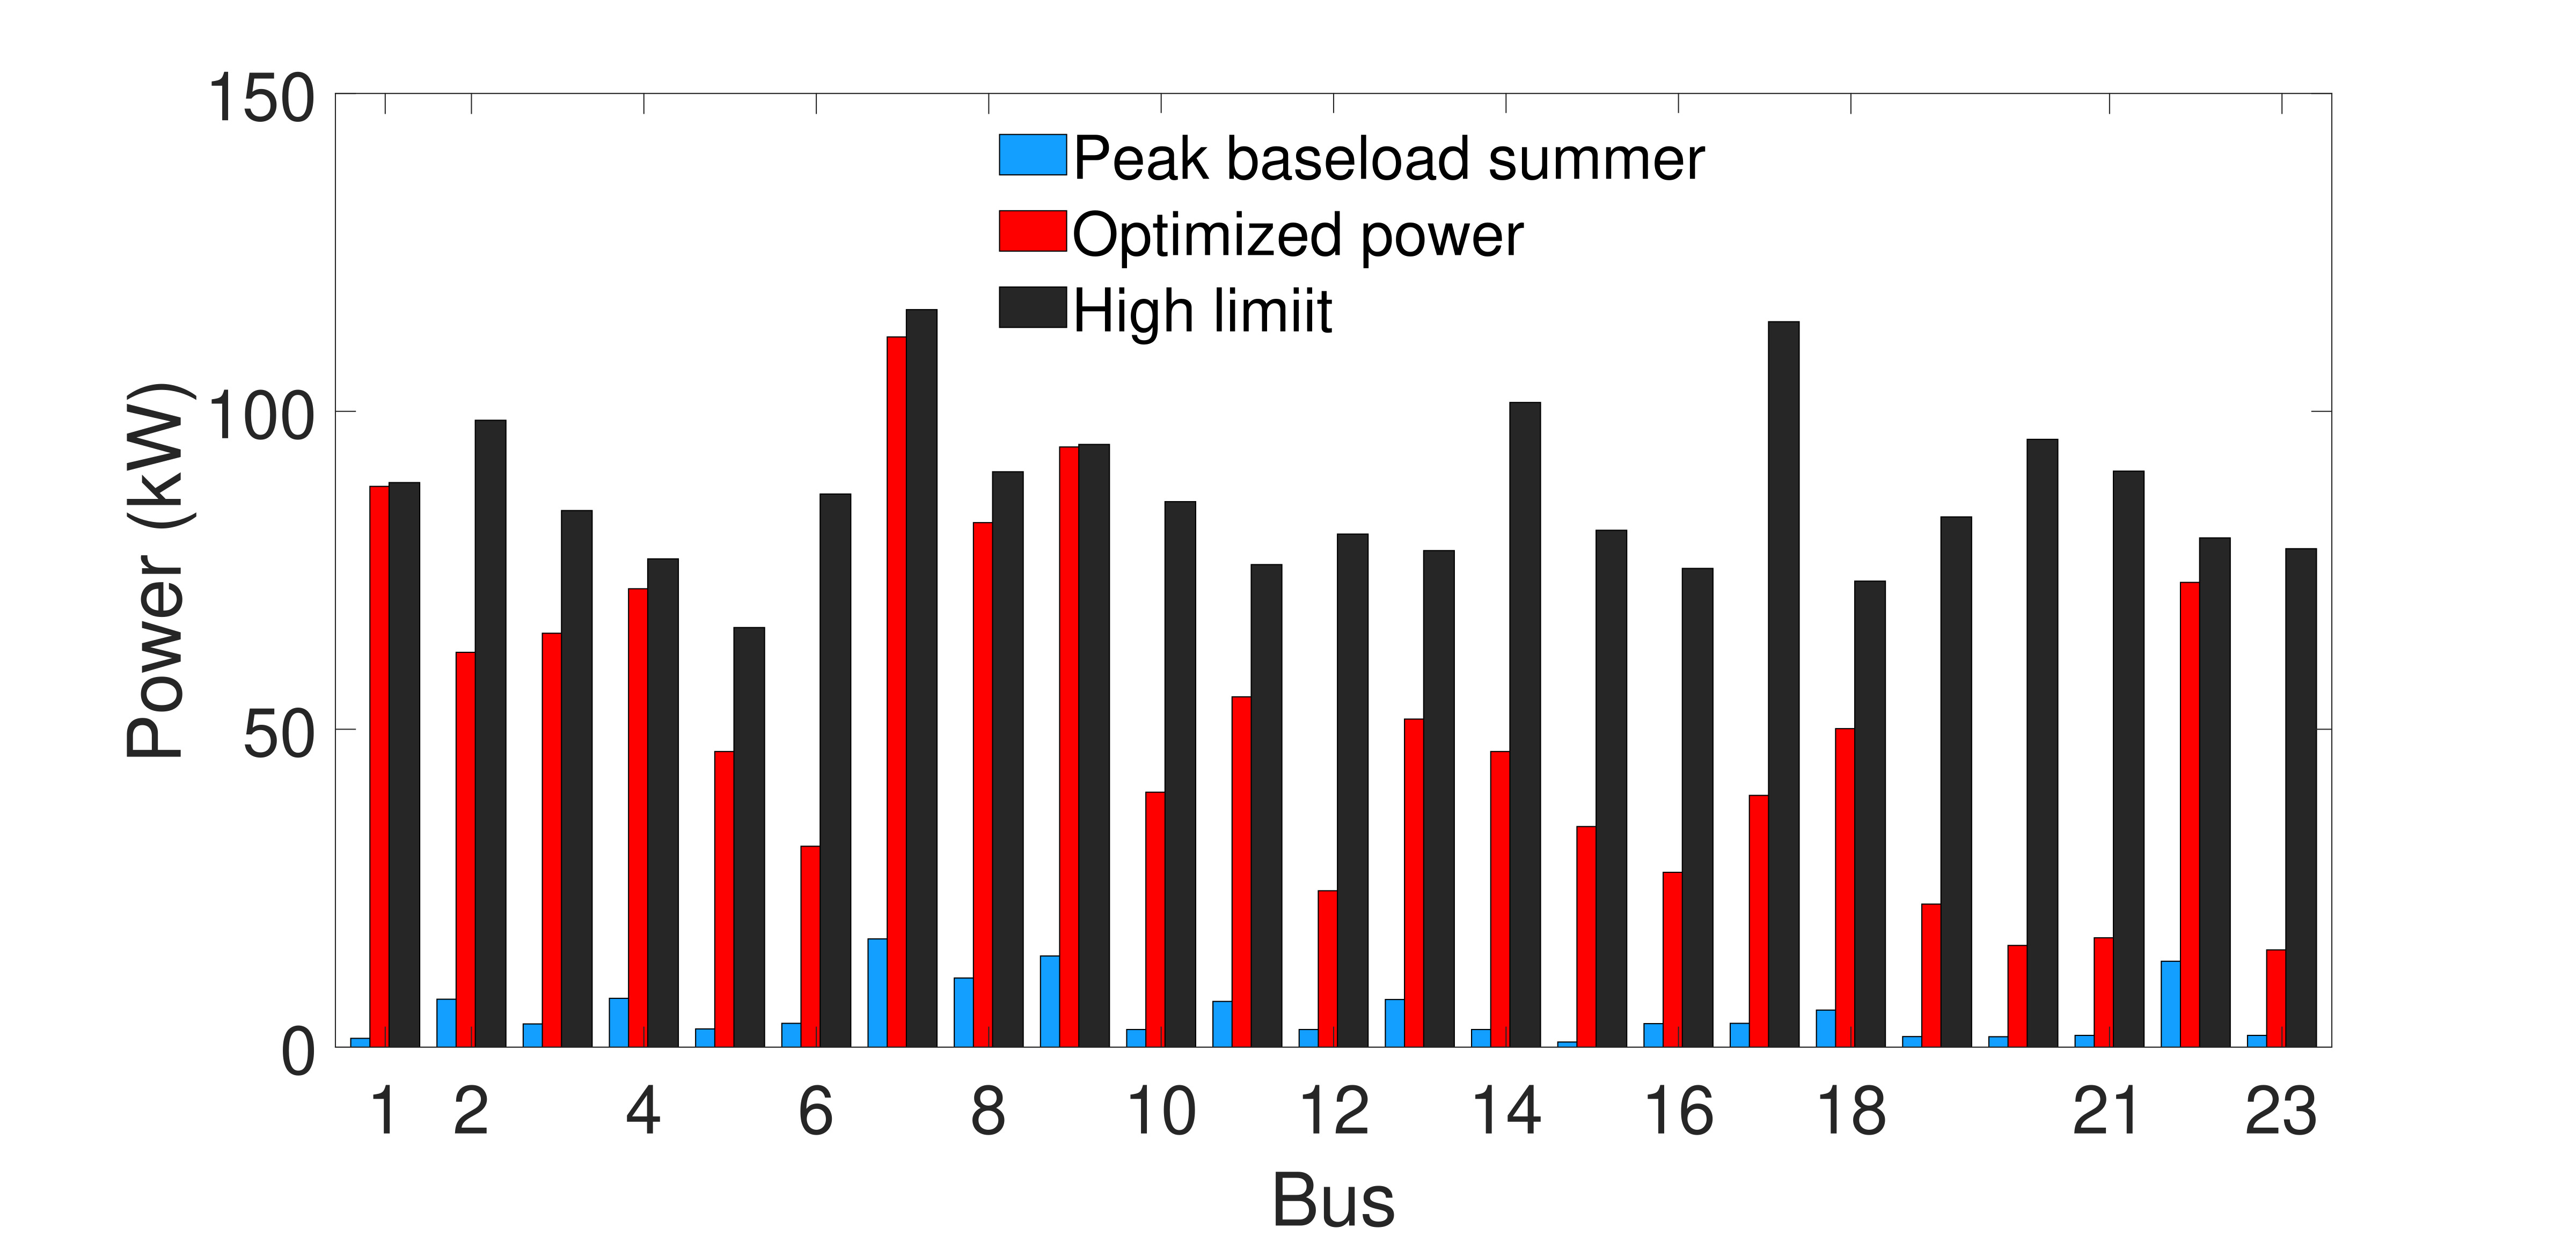 150
Peak baseload summer
Optimized power
High limiit
100
Power (kW)
50
0
1 2 4 6 8 10 12 14 16 18 21 23
Bus